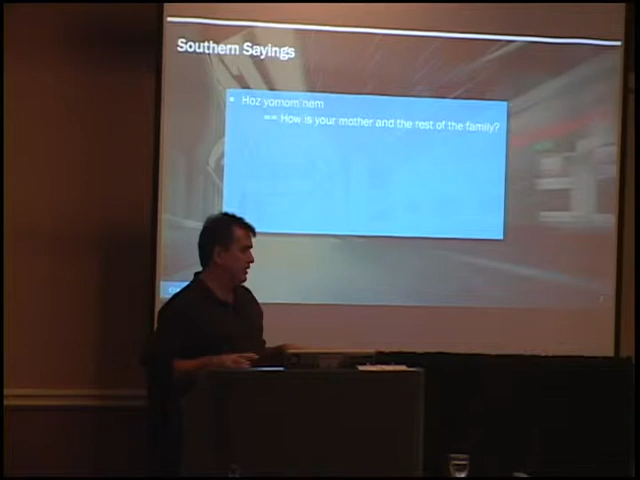 Southern Sayings
Hoz yomom'nem
== How is your mother and the rest of the family?